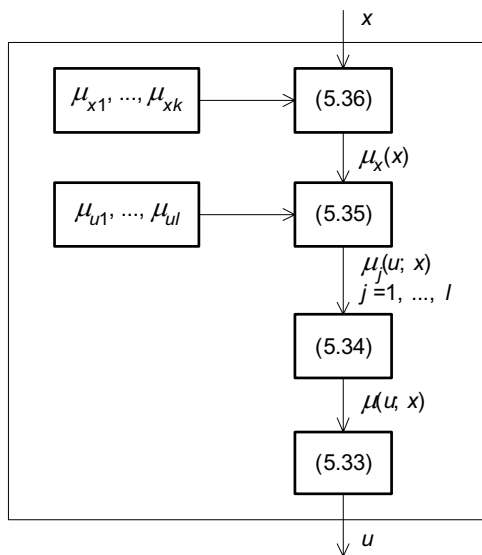 x
μx1, ..., μxk
(5.36)
μx(x)
μu1, ..., μul
(5.35)
μj(u; x)
j =1, ..., l
(5.34)
μ(u; x)
(5.33)
u